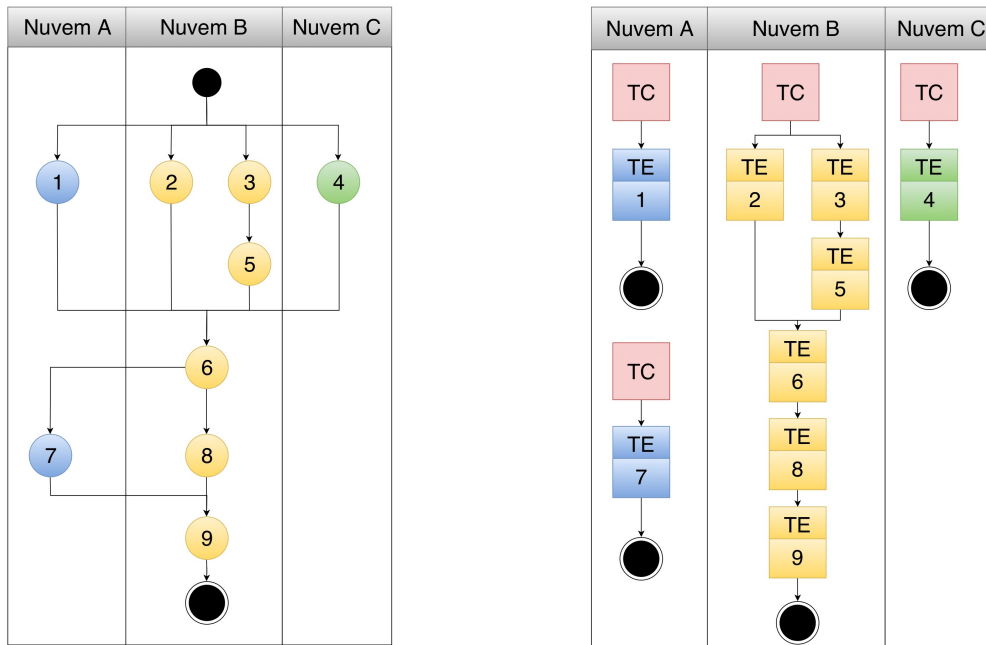 Nuvem A Nuvem B Nuvem C
1 2 3 4
5
6
7 8
9
Nuvem A Nuvem B Nuvem C
TC TC TC
TE TE TE TE
1 2 3 4
TE
5
TE
6
TC
TE
8
TE
7
TE
9